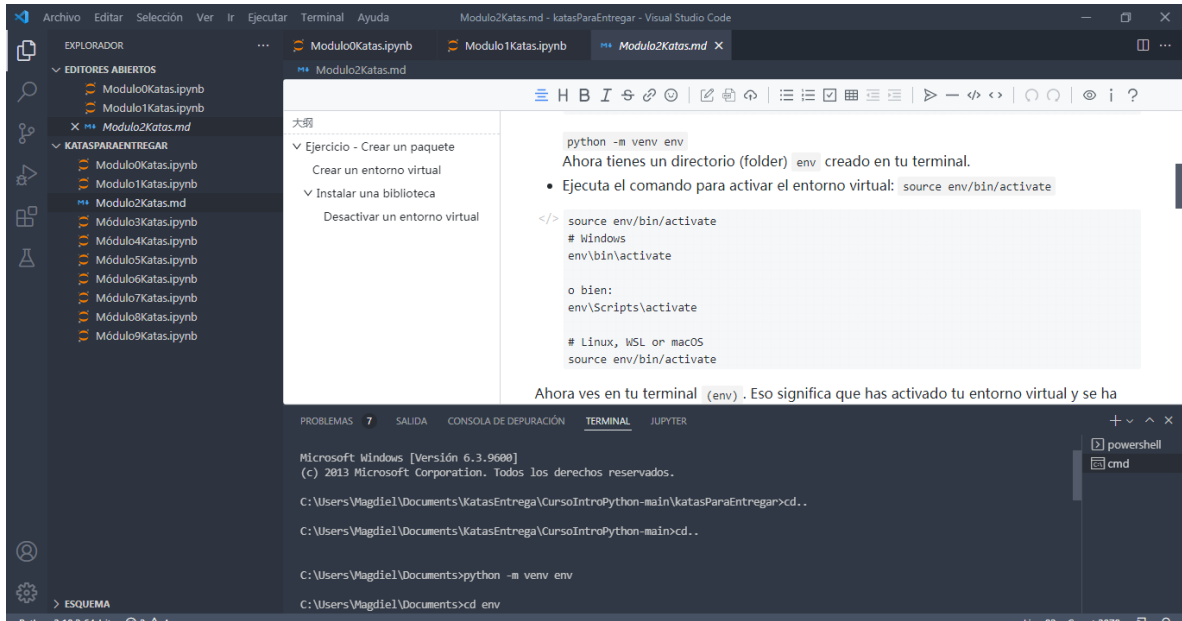 Archivo Editar Selección Ver Ir Ejecutar Terminal Ayuda
Modulo2Katas.md - katasParaEntregar - Visual Studio Code
EXPLORADOR
EDITORES ABIERTOS
Modulo0Katas.ipynb
Modulo1Katas.ipynb
Modulo2Katas.md
KATASPARAENTREGAR
Modulo0Katas.ipynb
Modulo1Katas.ipynb
Modulo2Katas.md
Módulo3Katas.ipynb
Módulo4Katas.ipynb
Módulo5Katas.ipynb
Módulo6Katas.ipynb
Módulo7Katas.ipynb
Módulo8Katas.ipynb
Módulo9Katas.ipynb
ESQUEMA
Modulo0Katas.ipynb Modulo1Katas.ipynb Modulo2Katas.md
Modulo2Katas.md
大纲
Ejercicio - Crear un paquete
Crear un entorno virtual
Instalar una biblioteca
Desactivar un entorno virtual
python -m venv env
Ahora tienes un directorio (folder) env creado en tu terminal.
• Ejecuta el comando para activar el entorno virtual: source env/bin/activate
source env/bin/activate
# Windows
env\bin\activate
o bien:
env\Scripts\activate
# Linux, WSL or macOS
source env/bin/activate
Ahora ves en tu terminal (env) . Eso significa que has activado tu entorno virtual y se ha
PROBLEMAS 7 SALIDA CONSOLA DE DEPURACIÓN TERMINAL JUPYTER
powershell
cmd
Microsoft Windows [Versión 6.3.9600]
(c) 2013 Microsoft Corporation. Todos los derechos reservados.
C:\Users\Magdiel\Documents\KatasEntrega\CursoIntroPython-main\katasParaEntregar>cd..
C:\Users\Magdiel\Documents\KatasEntrega\CursoIntroPython-main>cd..
C:\Users\Magdiel\Documents>python -m venv env
C:\Users\Magdiel\Documents>cd env